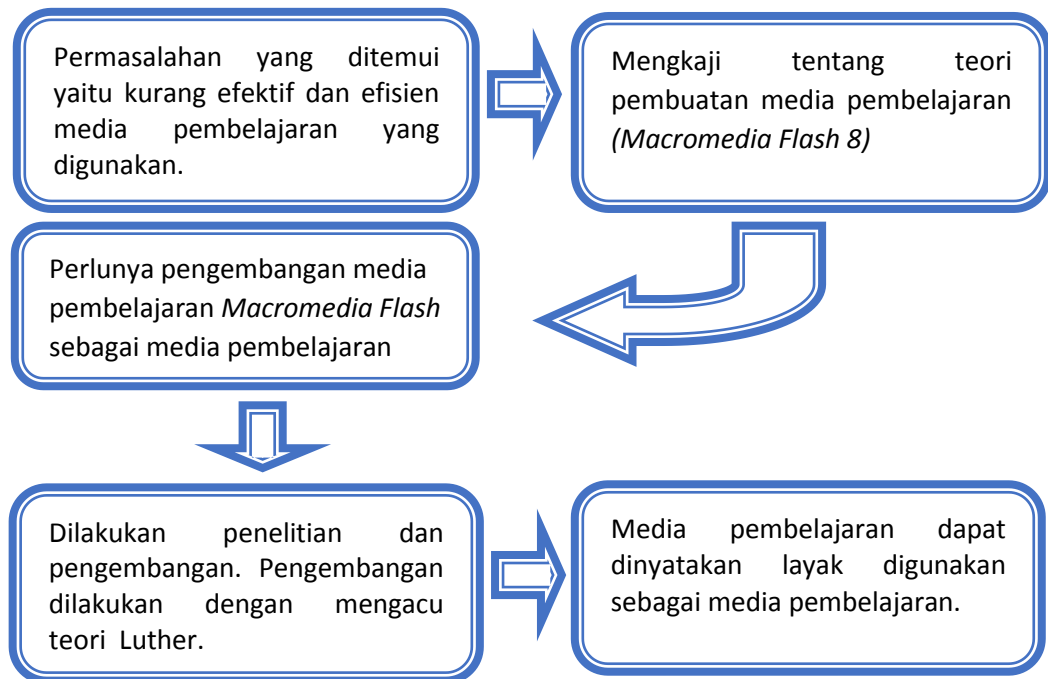 Permasalahan yang ditemui
yaitu kurang efektif dan efisien
media pembelajaran yang
digunakan.
Mengkaji tentang teori
pembuatan media pembelajaran
(Macromedia Flash 8)
Perlunya pengembangan media
pembelajaran Macromedia Flash
sebagai media pembelajaran
Dilakukan penelitian dan
pengembangan. Pengembangan
dilakukan dengan mengacu
teori Luther.
Media pembelajaran dapat
dinyatakan layak digunakan
sebagai media pembelajaran.